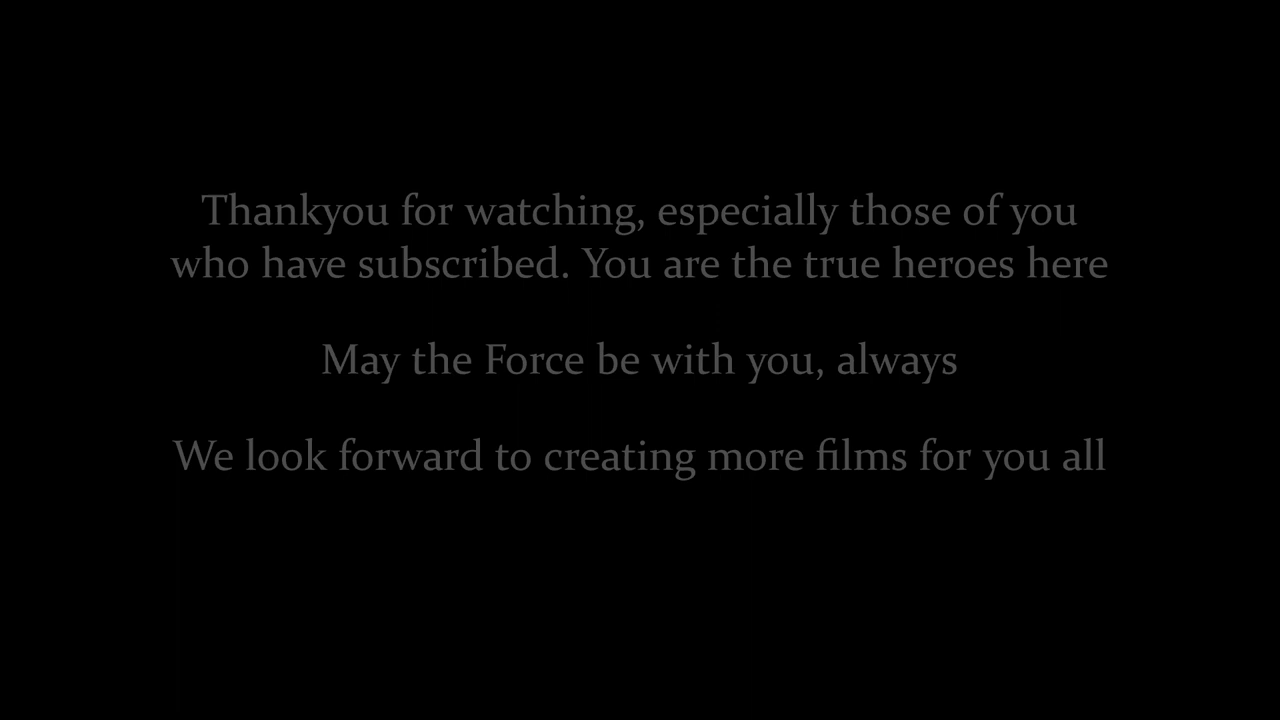 Thankyou for watching, especially those of you
who have subscribed. You are the true heroes here
May the Force be with you, always
We look forward to creating more films for you all